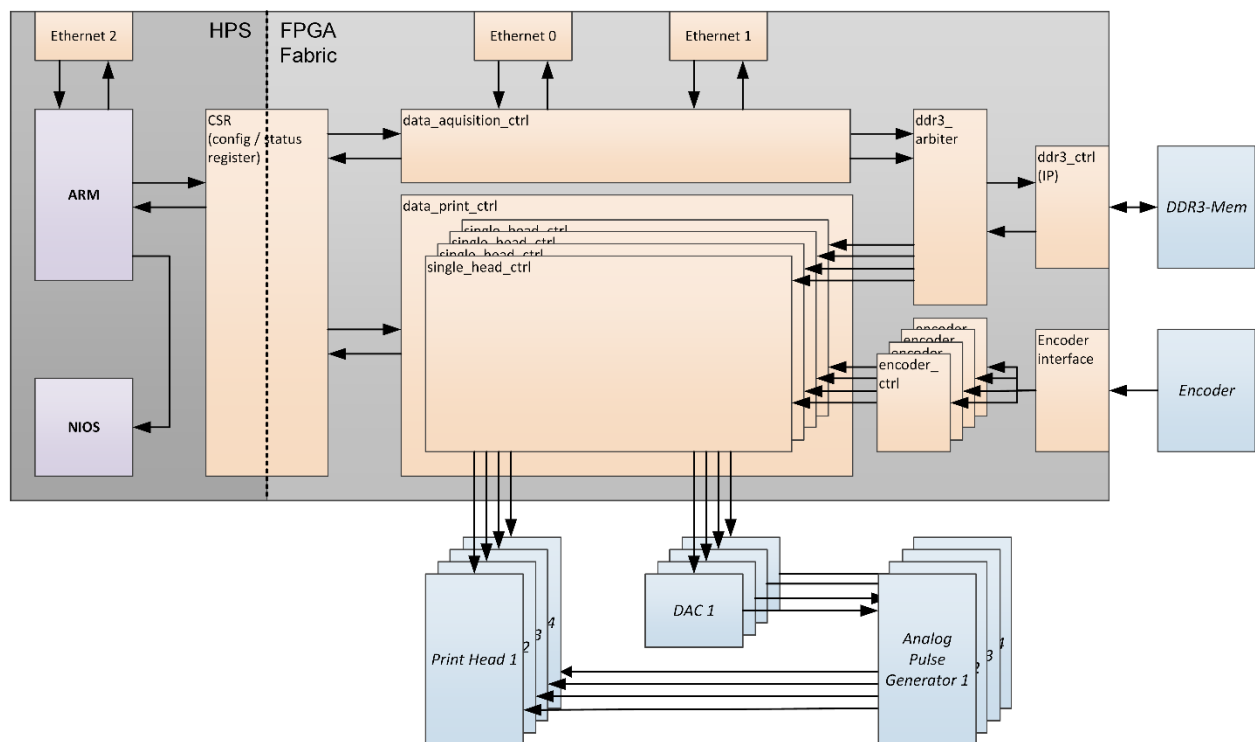 Ethernet 2
HPS
FPGA
Fabric
Ethernet 0
Ethernet 1
ARM
CSR
(config / status
register)
data_aquisition_ctrl
ddr3_
arbiter
ddr3_ctrl
(IP)
DDR3-Mem
data_print_ctrl
single_head_ctrl
single_head_ctrl
single_head_ctrl
single_head_ctrl
NIOS
encoder
encoder
encoder
encoder_
ctrl
Encoder
interface
Encoder
Print Head 1
2
3
4
DAC 1
Analog
Pulse
Generator 1
2
3
4